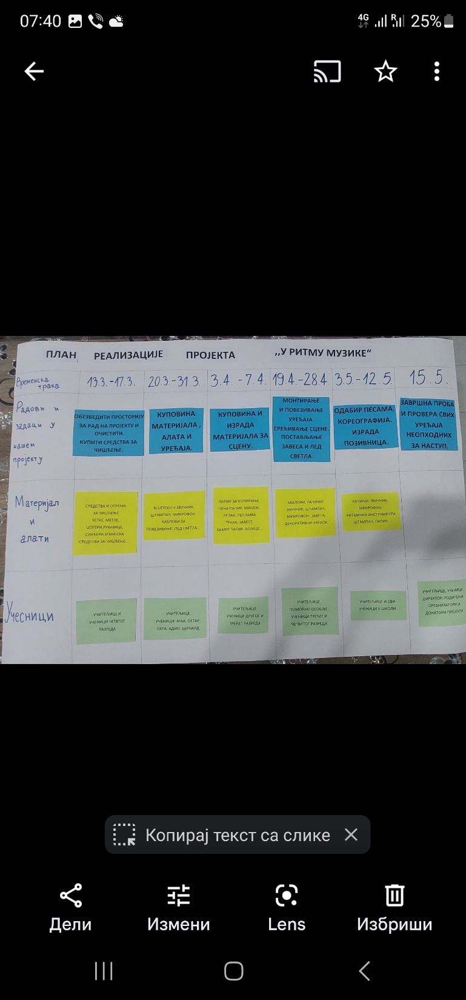 07:40
4G R 25%
ПЛАН РЕАЛИЗАЦИЈЕ ПРОЈЕКТА ,,У РИТМУ МУЗИКЕ“
Временска
трака
13.3.-17.3.
20.3.-31.3.
3.4. -7.4.
19.4.-28.4
3.5.-12.5.
15.5.
Радови и
задаци у
нашем
пројекту
ОБЕЗБЕДИТИ ПРОСТОРИЈУ
ЗА РАД НА ПРОЈЕКТУ И
ОЧИСТИТИ.
КУПИТИ СРЕДСТВА ЗА
ЧИШЋЕЊЕ.
КУПОВИНА
МАТЕРИЈАЛА ,
АЛАТА И
УРЕЂАЈА.
КУПОВИНА И
ИЗРАДА
МАТЕРИЈАЛА ЗА
СЦЕНУ.
МОНТИРАЊЕ
И ПОВЕЗИВАЊЕ
УРЕЂАЈА.
СРЕЂИВАЊЕ СЦЕНЕ.
ПОСТАВЉАЊЕ
ЗАВЕСА И ЛЕД
СВЕТЛА.
ОДАБИР ПЕСАМА.
КОРЕОГРАФИЈА.
ИЗРАДА
ПОЗИВНИЦА.
ЗАВРШНА ПРОБА
И ПРОВЕРА СВИХ
УРЕЂАЈА
НЕОПХОДНИХ
ЗА НАСТУП.
Материјал
и
алати
СРЕДСТВА И ОПРЕМА
ЗА ЧИШЋЕЊЕ:
ЧЕТКЕ, МЕТЛЕ,
ЏОГЕРИ,РУКАВИЦЕ,
СУНЂЕРИ,ХЕМИЈСКА
СРЕДСТВА ЗА ЧИШЋЕЊЕ...
BLUETOOTH ЗВУЧНИК,
ШТАМПАЧ, МИКРОФОН,
КАБЛОВИ ЗА
ПОВЕЗИВАЊЕ, ЛЕД СВЕТЛА..
ПАПИР ЗА КОПИРАЊЕ,
ПЕНА ПАПИР, МАКАЗЕ,
ЛЕПАК, ЛЕПЉИВА
ТРАКА, ЗАВЕСЕ,
ХАМЕР ПАПИР, БОЈИЦЕ...
КАБЛОВИ, РАЧУНАР,
ЗВУЧНИК, ШТАМПАЧ,
МИКРОФОН, ЗАВЕСА,
ДЕКОРАТИВНИ УКРАСИ.
РАЧУНАР, ЗВУЧНИК,
МИКРОФОН,
РИТМИЧКИ ИНСТРУМЕНТИ
ШТАМПАЧ, ПАПИР.
Учесници
УЧИТЕЉИЦЕ И
УЧЕНИЦИ ЧЕТВТОГ
РАЗРЕДА
УЧИТЕЉИЦЕ,
УЧЕНИЦИ: АЊА, ПЕТАР,
САРА, АДИЛ, БЕРНАРД
УЧИТЕЉИЦЕ,
УЧЕНИЦИ ДРУГОГ И
ТРЕЋЕГ РАЗРЕДА
УЧИТЕЉИЦЕ,
ПОМОЋНО ОСОБЉЕ,
УЧЕНИЦИ ТРЕЋЕГ И
ЧЕТВРТОГ РАЗРЕДА
УЧИТЕЉИЦЕ И СВИ
УЧЕНИЦИ У ШКОЛИ
УЧИТЕЉИЦЕ, УЧЕНИЦИ,
ДИРЕКТОР, РОДИТЕЉИ
ОРГАНИЗАТОРИ И
ДОНАТОРИ ПРОЈЕКТА
Копирај текст са слике
Дели
Измени
Lens
Избриши